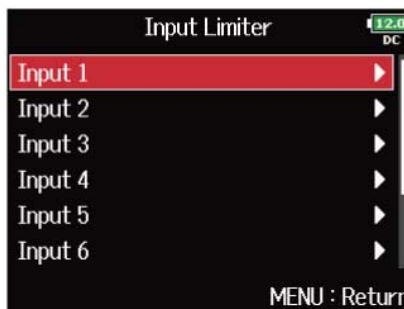 Input Limiter
12.0
DC
Input 1
Input 2
Input 3
Input 4
Input 5
Input 6
MENU : Return